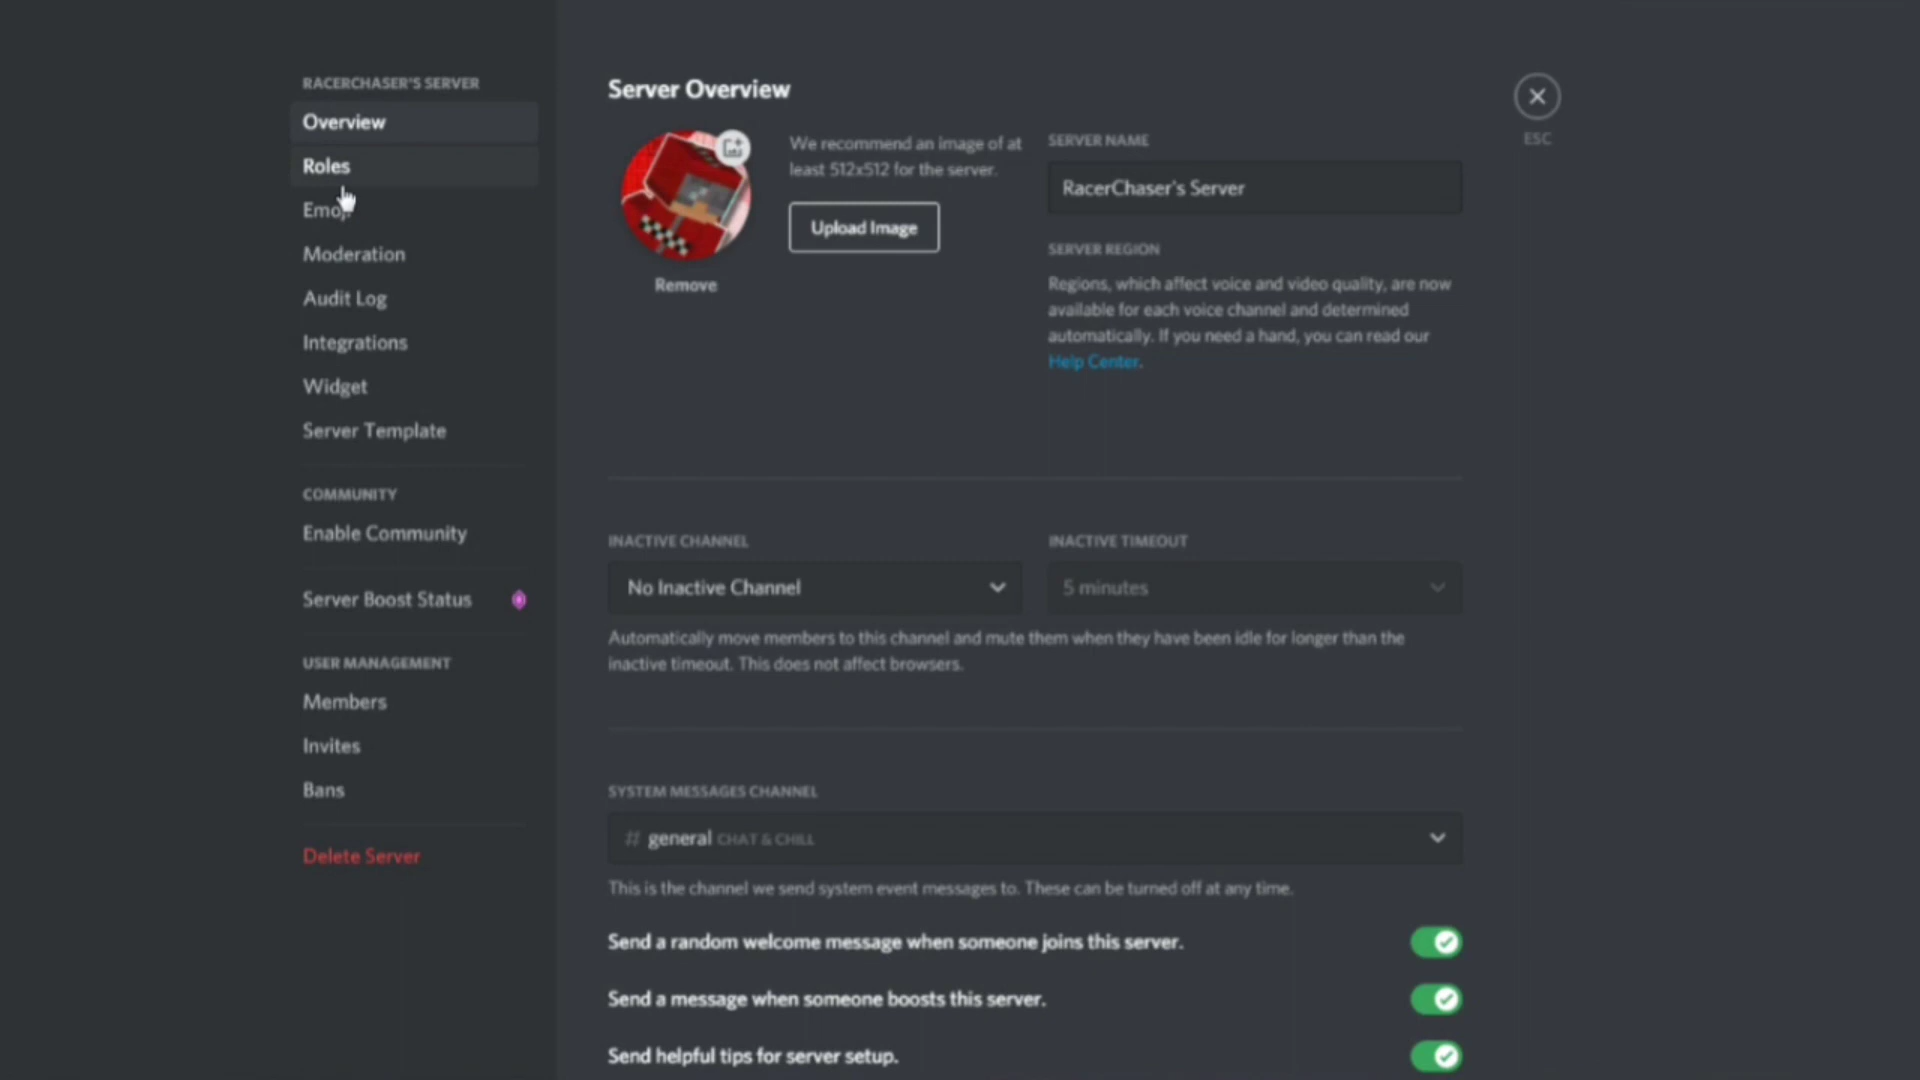 RACERCHASER'S SERVER
Overview
Roles
Emoji
Moderation
Audit Log
Integrations
Widget
Server Template
COMMUNITY
Enable Community
Server Boost Status
USER MANAGEMENT
Members
Invites
Bans
Delete Server
Server Overview
We recommend an image of at
least 512x512 for the server.
Upload Image
Remove
SERVER NAME
RacerChaser's Server
SERVER REGION
Regions, which affect voice and video quality, are now
available for each voice channel and determined
automatically. If you need a hand, you can read our
Help Center.
ESC
INACTIVE CHANNEL
No Inactive Channel
INACTIVE TIMEOUT
5 minutes
Automatically move members to this channel and mute them when they have been idle for longer than the
inactive timeout. This does not affect browsers.
SYSTEM MESSAGES CHANNEL
# general CHAT & CHILL
This is the channel we send system event messages to. These can be turned off at any time.
Send a random welcome message when someone joins this server.
Send a message when someone boosts this server.
Send helpful tips for server setup.